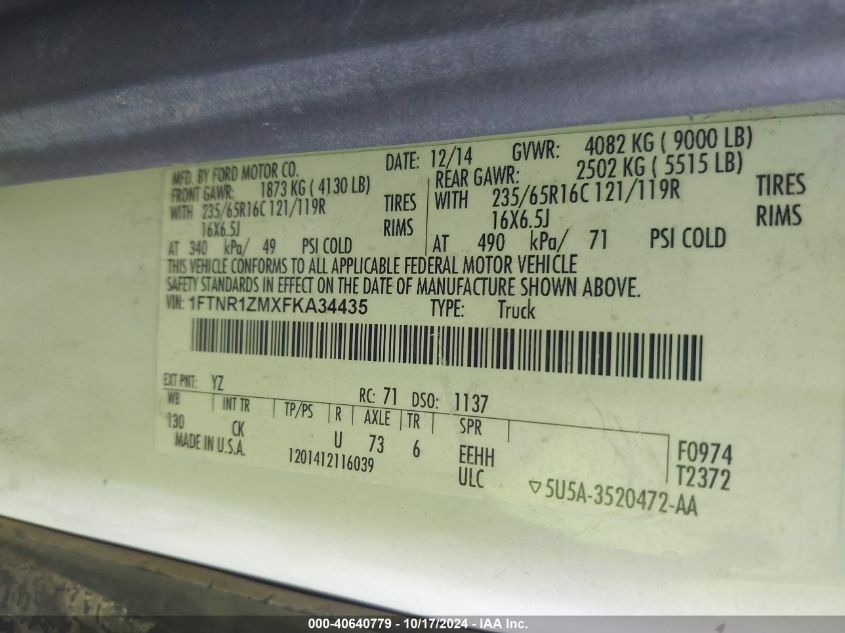 MFD. BY FORD MOTOR CO.
DATE: 12/14 GVWR: 4082 KG ( 9000 LB)
FRONT GAWR: 1873 KG ( 4130 LB) REAR GAWR: 2502 KG ( 5515 LB)
WITH 235/65R16C 121/119R TIRES WITH 235/65R16C 121/119R TIRES
16X6.5J RIMS 16X6.5J RIMS
AT 340 kPa/ 49 PSI COLD AT 490 kPa/ 71 PSI COLD
THIS VEHICLE CONFORMS TO ALL APPLICABLE FEDERAL MOTOR VEHICLE
SAFETY STANDARDS IN EFFECT ON THE DATE OF MANUFACTURE SHOWN ABOVE.
VIN: 1FTNR1ZMXFKA34435 TYPE: Truck
EXT PNT: YZ RC: 71 DSO: 1137
WB INT TR TP/PS R AXLE TR SPR
130 CK U 73 6 EEHH F0974
MADE IN U.S.A. 1201412116039 ULC T2372
▽5U5A-3520472-AA
000-40640779 - 10/17/2024 - IAA Inc.